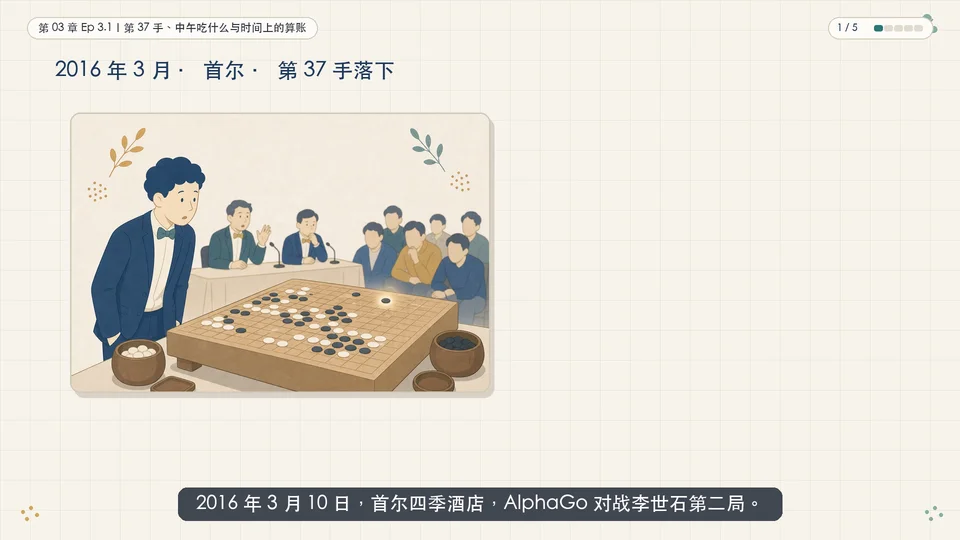 第 03 章 Ep 3.1 | 第 37 手、中午吃什么与时间上的算账
1 / 5
2016 年 3 月 · 首尔 · 第 37 手落下
2016 年 3 月 10 日，首尔四季酒店，AlphaGo 对战李世石第二局。